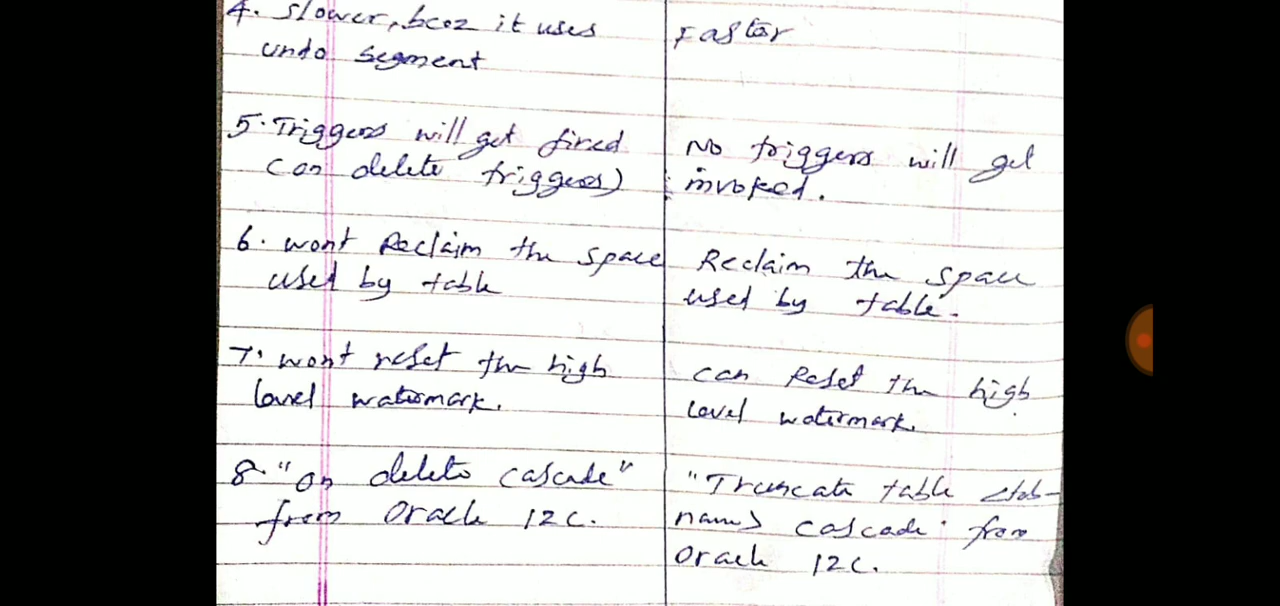 4. Slower, bcoz it uses
undo segment
Faster
5. Triggers will get fired
(on delete triggers)
No triggers will get
invoked.
6. wont Reclaim the space
used by table
Reclaim the space
used by table.
7. wont reset the high
level watermark.
can Reset the high
level watermark.
8. "on delete cascade"
from oracle 12c.
"Truncate table <tab-
name> cascade" from
oracle 12c.